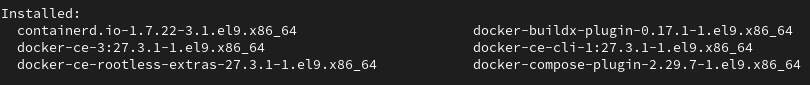 Installed:
containerd.io-1.7.22-3.1.el9.x86_64 docker-buildx-plugin-0.17.1-1.el9.x86_64
docker-ce-3:27.3.1-1.el9.x86_64 docker-ce-cli-1:27.3.1-1.el9.x86_64
docker-ce-rootless-extras-27.3.1-1.el9.x86_64 docker-compose-plugin-2.29.7-1.el9.x86_64